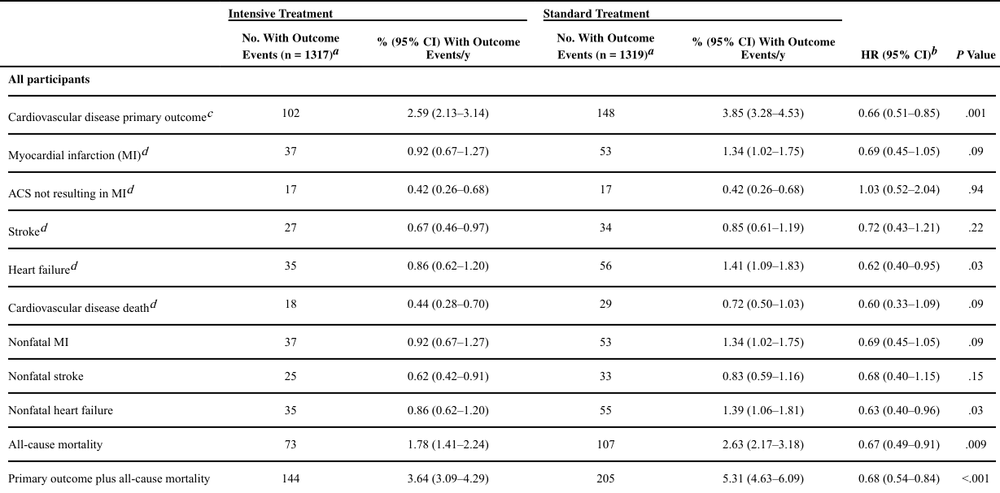 Intensive Treatment Standard Treatment
No. With Outcome Events (n = 1317)a % (95% CI) With Outcome Events/y No. With Outcome Events (n = 1319)a % (95% CI) With Outcome Events/y HR (95% CI)b P Value
All participants
Cardiovascular disease primary outcomec 102 2.59 (2.13–3.14) 148 3.85 (3.28–4.53) 0.66 (0.51–0.85) .001
Myocardial infarction (MI)d 37 0.92 (0.67–1.27) 53 1.34 (1.02–1.75) 0.69 (0.45–1.05) .09
ACS not resulting in MId 17 0.42 (0.26–0.68) 17 0.42 (0.26–0.68) 1.03 (0.52–2.04) .94
Stroked 27 0.67 (0.46–0.97) 34 0.85 (0.61–1.19) 0.72 (0.43–1.21) .22
Heart failured 35 0.86 (0.62–1.20) 56 1.41 (1.09–1.83) 0.62 (0.40–0.95) .03
Cardiovascular disease deathd 18 0.44 (0.28–0.70) 29 0.72 (0.50–1.03) 0.60 (0.33–1.09) .09
Nonfatal MI 37 0.92 (0.67–1.27) 53 1.34 (1.02–1.75) 0.69 (0.45–1.05) .09
Nonfatal stroke 25 0.62 (0.42–0.91) 33 0.83 (0.59–1.16) 0.68 (0.40–1.15) .15
Nonfatal heart failure 35 0.86 (0.62–1.20) 55 1.39 (1.06–1.81) 0.63 (0.40–0.96) .03
All-cause mortality 73 1.78 (1.41–2.24) 107 2.63 (2.17–3.18) 0.67 (0.49–0.91) .009
Primary outcome plus all-cause mortality 144 3.64 (3.09–4.29) 205 5.31 (4.63–6.09) 0.68 (0.54–0.84) <.001